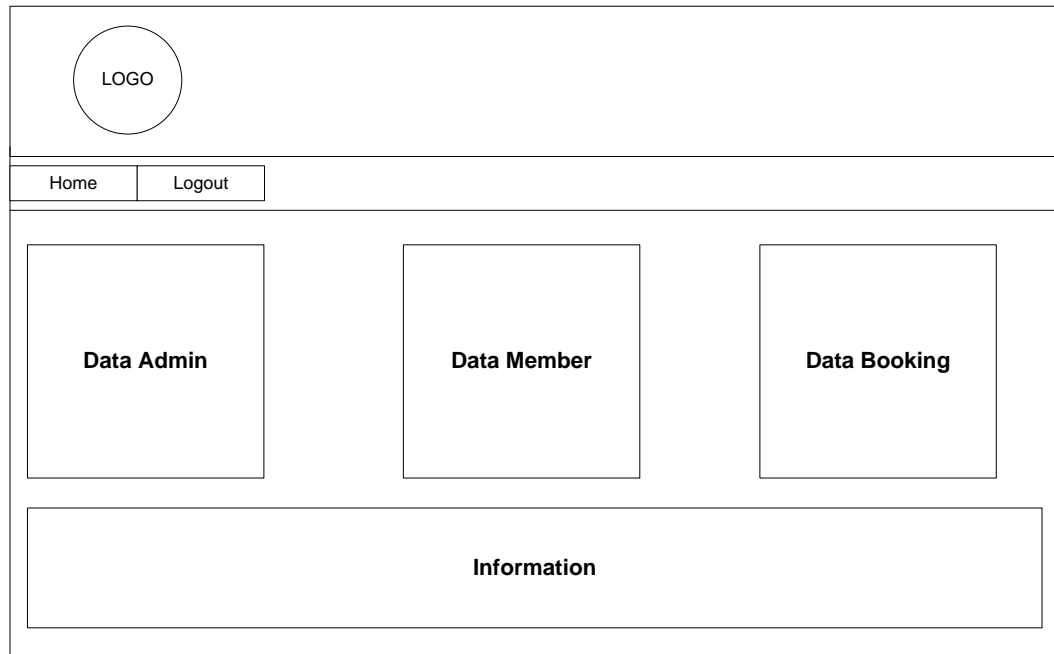 LOGO
Home
Logout
Data Admin
Data Member
Data Booking
Information